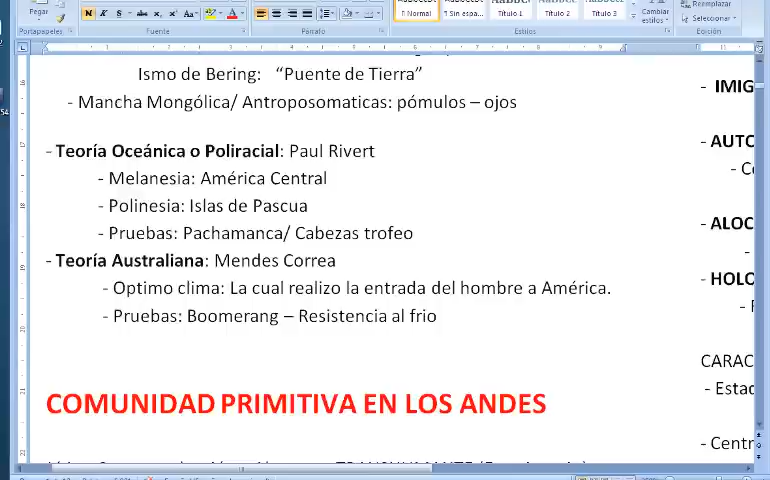 Pegar
Reemplazar
Normal
Sin espa...
Título 1
Título 2
Título 3
Cambiar
estilos
Seleccionar
Portapapeles
Fuente
Párrafo
Estilos
Edición
Ismo de Bering: “Puente de Tierra”
- Mancha Mongólica/ Antroposomaticas: pómulos – ojos
- Teoría Oceánica o Poliracial: Paul Rivert
- Melanesia: América Central
- Polinesia: Islas de Pascua
- Pruebas: Pachamanca/ Cabezas trofeo
- Teoría Australiana: Mendes Correa
- Optimo clima: La cual realizo la entrada del hombre a América.
- Pruebas: Boomerang – Resistencia al frio
COMUNIDAD PRIMITIVA EN LOS ANDES
- IMIG
- AUTO
- C
- ALOC
-
- HOLO
- F
CARAC
- Estad
- Centr